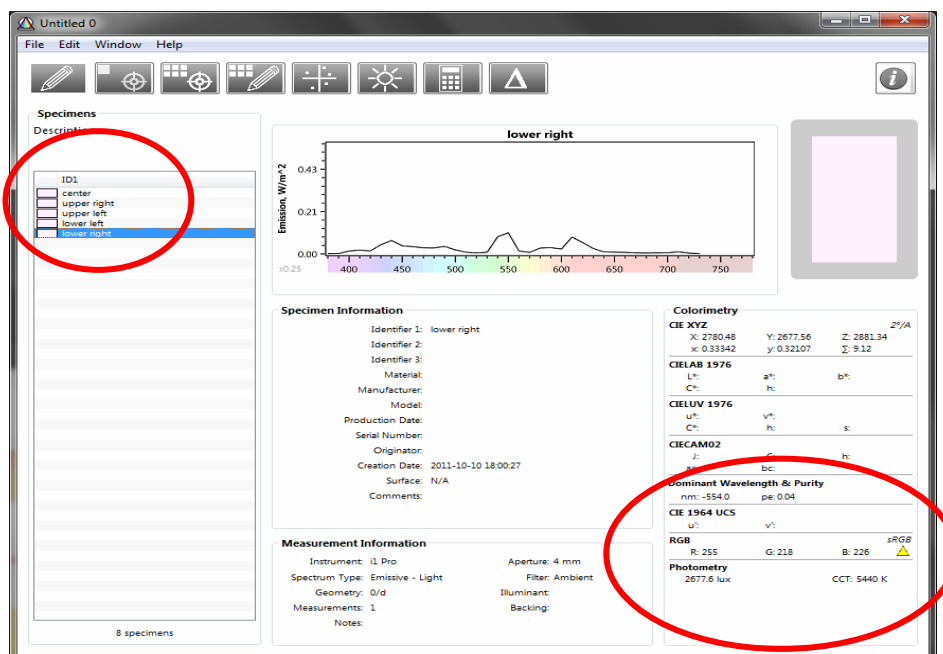 Untitled 0
File Edit Window Help
Specimens
ID1
center
upper right
upper left
lower left
lower right
8 specimens
lower right
Emission, W/m^2
0.43
0.21
0.00
x0.25
400 450 500 550 600 650 700 750
Specimen Information
Identifier 1: lower right
Identifier 2:
Identifier 3:
Material:
Manufacturer:
Model:
Production Date:
Serial Number:
Originator:
Creation Date: 2011-10-10 18:00:27
Surface: N/A
Comments:
Measurement Information
Instrument: i1 Pro Aperture: 4 mm
Spectrum Type: Emissive - Light Filter: Ambient
Geometry: 0/d Illuminant:
Measurements: 1 Backing:
Notes:
Colorimetry
CIE XYZ 2°/A
X: 2780.48 Y: 2677.56 Z: 2881.34
x: 0.33342 y: 0.32107 Σ: 9.12
CIELAB 1976
L*: a*: b*:
C*: h:
CIELUV 1976
u*: v*:
C*: h: s:
CIECAM02
J: h:
bc:
Dominant Wavelength & Purity
nm: -554.0 pe: 0.04
CIE 1964 UCS
u': v':
RGB sRGB
R: 255 G: 218 B: 226
Photometry
2677.6 lux CCT: 5440 K